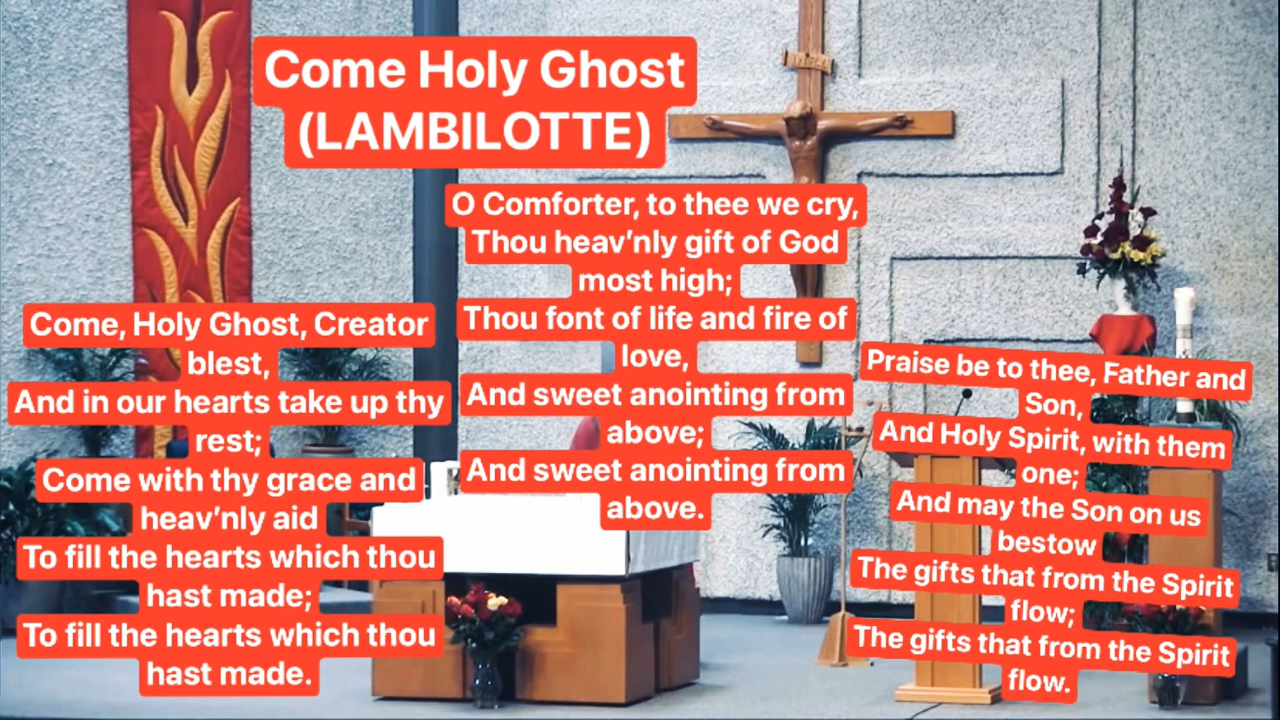 Come Holy Ghost
(LAMBILOTTE)
Come, Holy Ghost, Creator
blest,
And in our hearts take up thy
rest;
Come with thy grace and
heav’nly aid
To fill the hearts which thou
hast made;
To fill the hearts which thou
hast made.
O Comforter, to thee we cry,
Thou heav’nly gift of God
most high;
Thou font of life and fire of
love,
And sweet anointing from
above;
And sweet anointing from
above.
Praise be to thee, Father and
Son,
And Holy Spirit, with them
one;
And may the Son on us
bestow
The gifts that from the Spirit
flow;
The gifts that from the Spirit
flow.